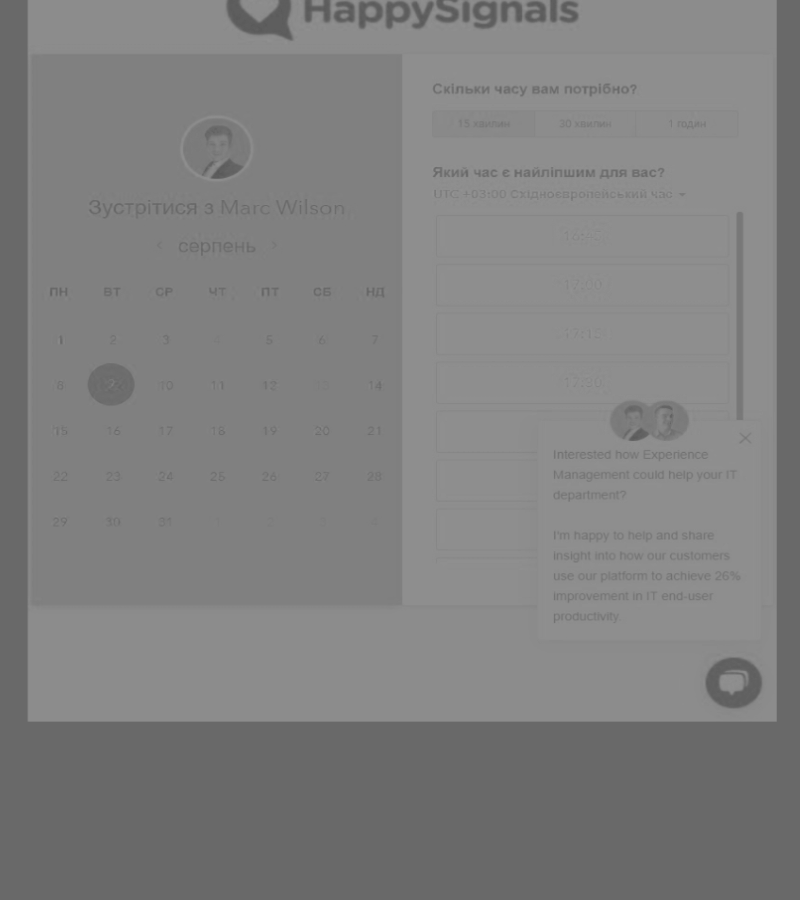 HappySignals
Скільки часу вам потрібно?
15 хвилин 30 хвилин 1 годин
Який час є найліпшим для вас?
UTC +03:00 Східноєвропейський час
Зустрітися з Marc Wilson
серпень
ПН ВТ СР ЧТ ПТ СБ НД
1 2 3 4 5 6 7
8 9 10 11 12 13 14
15 16 17 18 19 20 21
22 23 24 25 26 27 28
29 30 31 1 2 3 4
16:45
17:00
17:15
17:30
Interested how Experience
Management could help your IT
department?
I'm happy to help and share
insight into how our customers
use our platform to achieve 26%
improvement in IT end-user
productivity.